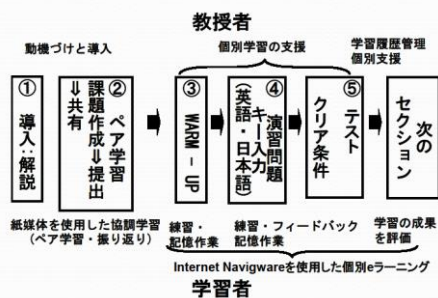 教授者
動機づけと導入
個別学習の支援
学習履歴管理
個別支援
① 導入：解説
② ペア学習
課題作成⇒提出
⇒共有
③ WARM－UP
④ 演習問題
キー入力
(英語・日本語)
⑤ テスト
クリア条件
次の
セクション
紙媒体を使用した協調学習
(ペア学習・振り返り)
練習・
記憶作業
練習・フィードバック
記憶作業
学習の成果
を評価
Internet Navigwareを使用した個別eラーニング
学習者